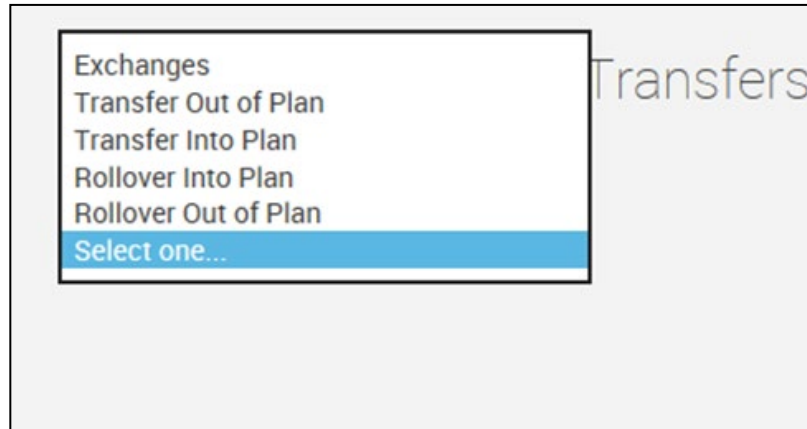 Exchanges
Transfer Out of Plan
Transfer Into Plan
Rollover Into Plan
Rollover Out of Plan
Select one...
Transfers